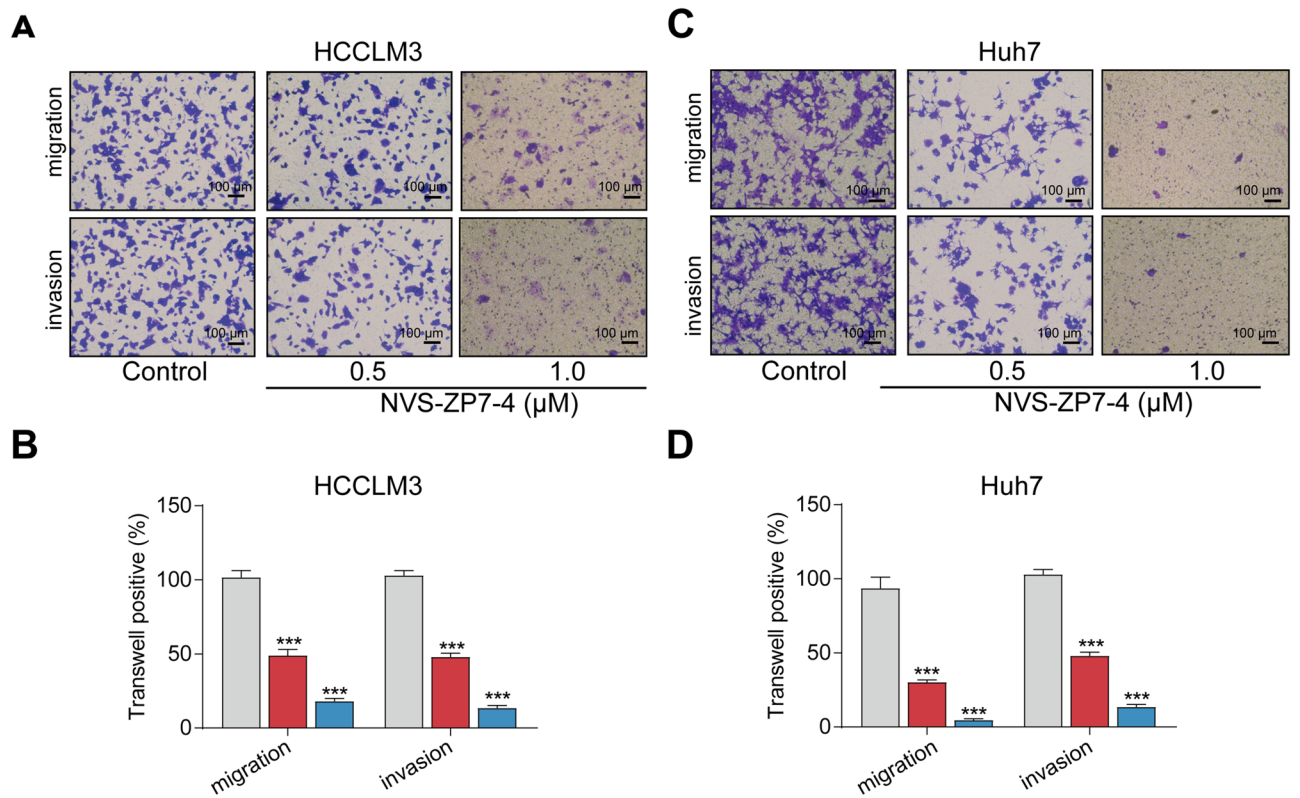 A
HCCLM3
migration
100 µm
100 µm
100 µm
invasion
100 µm
100 µm
100 µm
Control
0.5
1.0
NVS-ZP7-4 (µM)
C
Huh7
migration
100 µm
100 µm
100 µm
invasion
100 µm
100 µm
100 µm
Control
0.5
1.0
NVS-ZP7-4 (µM)
B
HCCLM3
Transwell positive (%)
150
100
50
0
***
***
***
***
migration
invasion
D
Huh7
Transwell positive (%)
150
100
50
0
***
***
***
***
migration
invasion